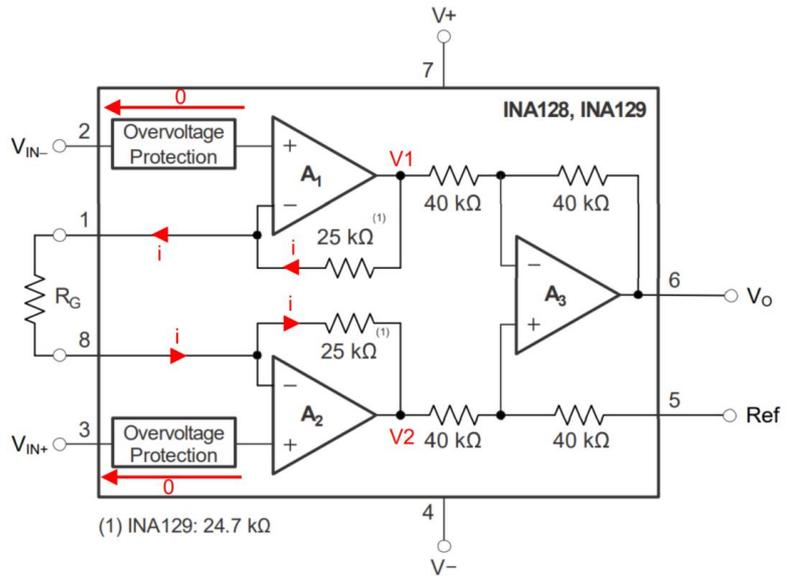 V+
7
0
INA128, INA129
2
Overvoltage
Protection
VIN–
+
A1
V1
40 kΩ
40 kΩ
–
1
25 kΩ(1)
i
i
–
A3
6
VO
RG
i
+
8
i
25 kΩ(1)
–
A2
5
Ref
3
Overvoltage
Protection
VIN+
+
V2
40 kΩ
40 kΩ
0
4
(1) INA129: 24.7 kΩ
V–